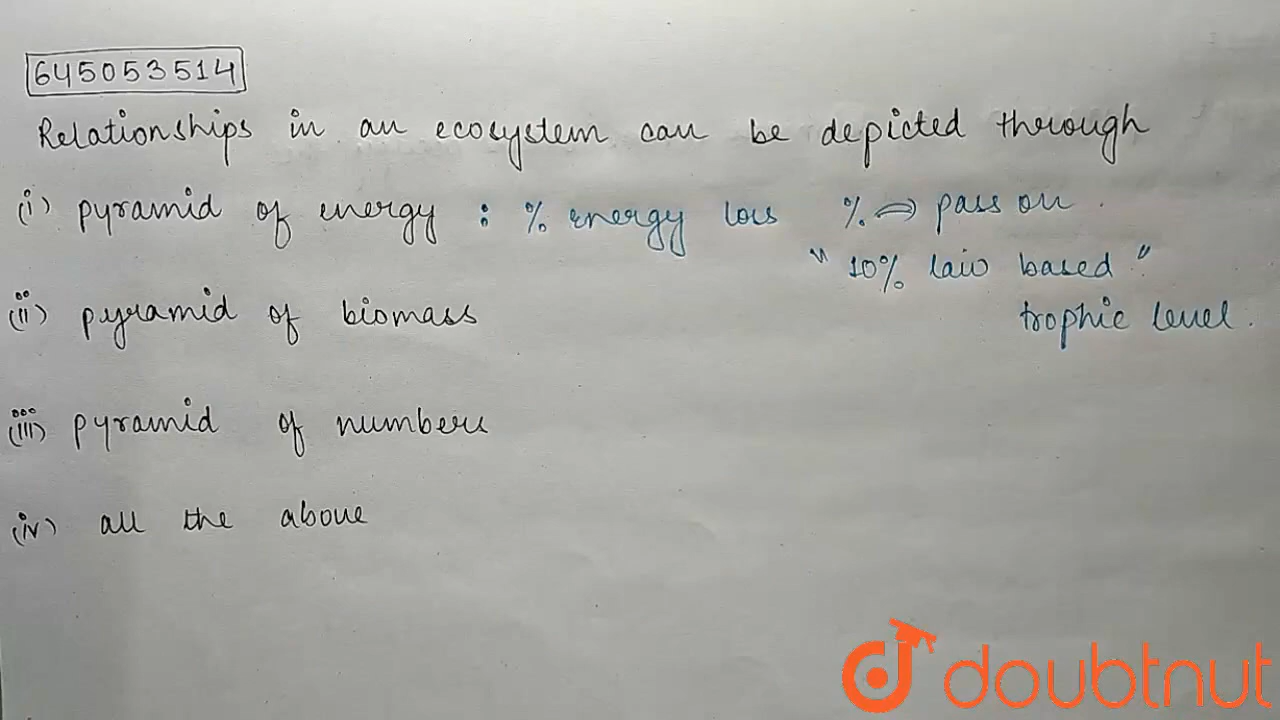 645053514
Relationships in an ecosystem can be depicted through
(i) pyramid of energy : % energy loss % ⇒ pass on.
"10% law based"
trophic level.
(ii) pyramid of biomass
(iii) pyramid of numbers
(iv) all the above
doubtnut